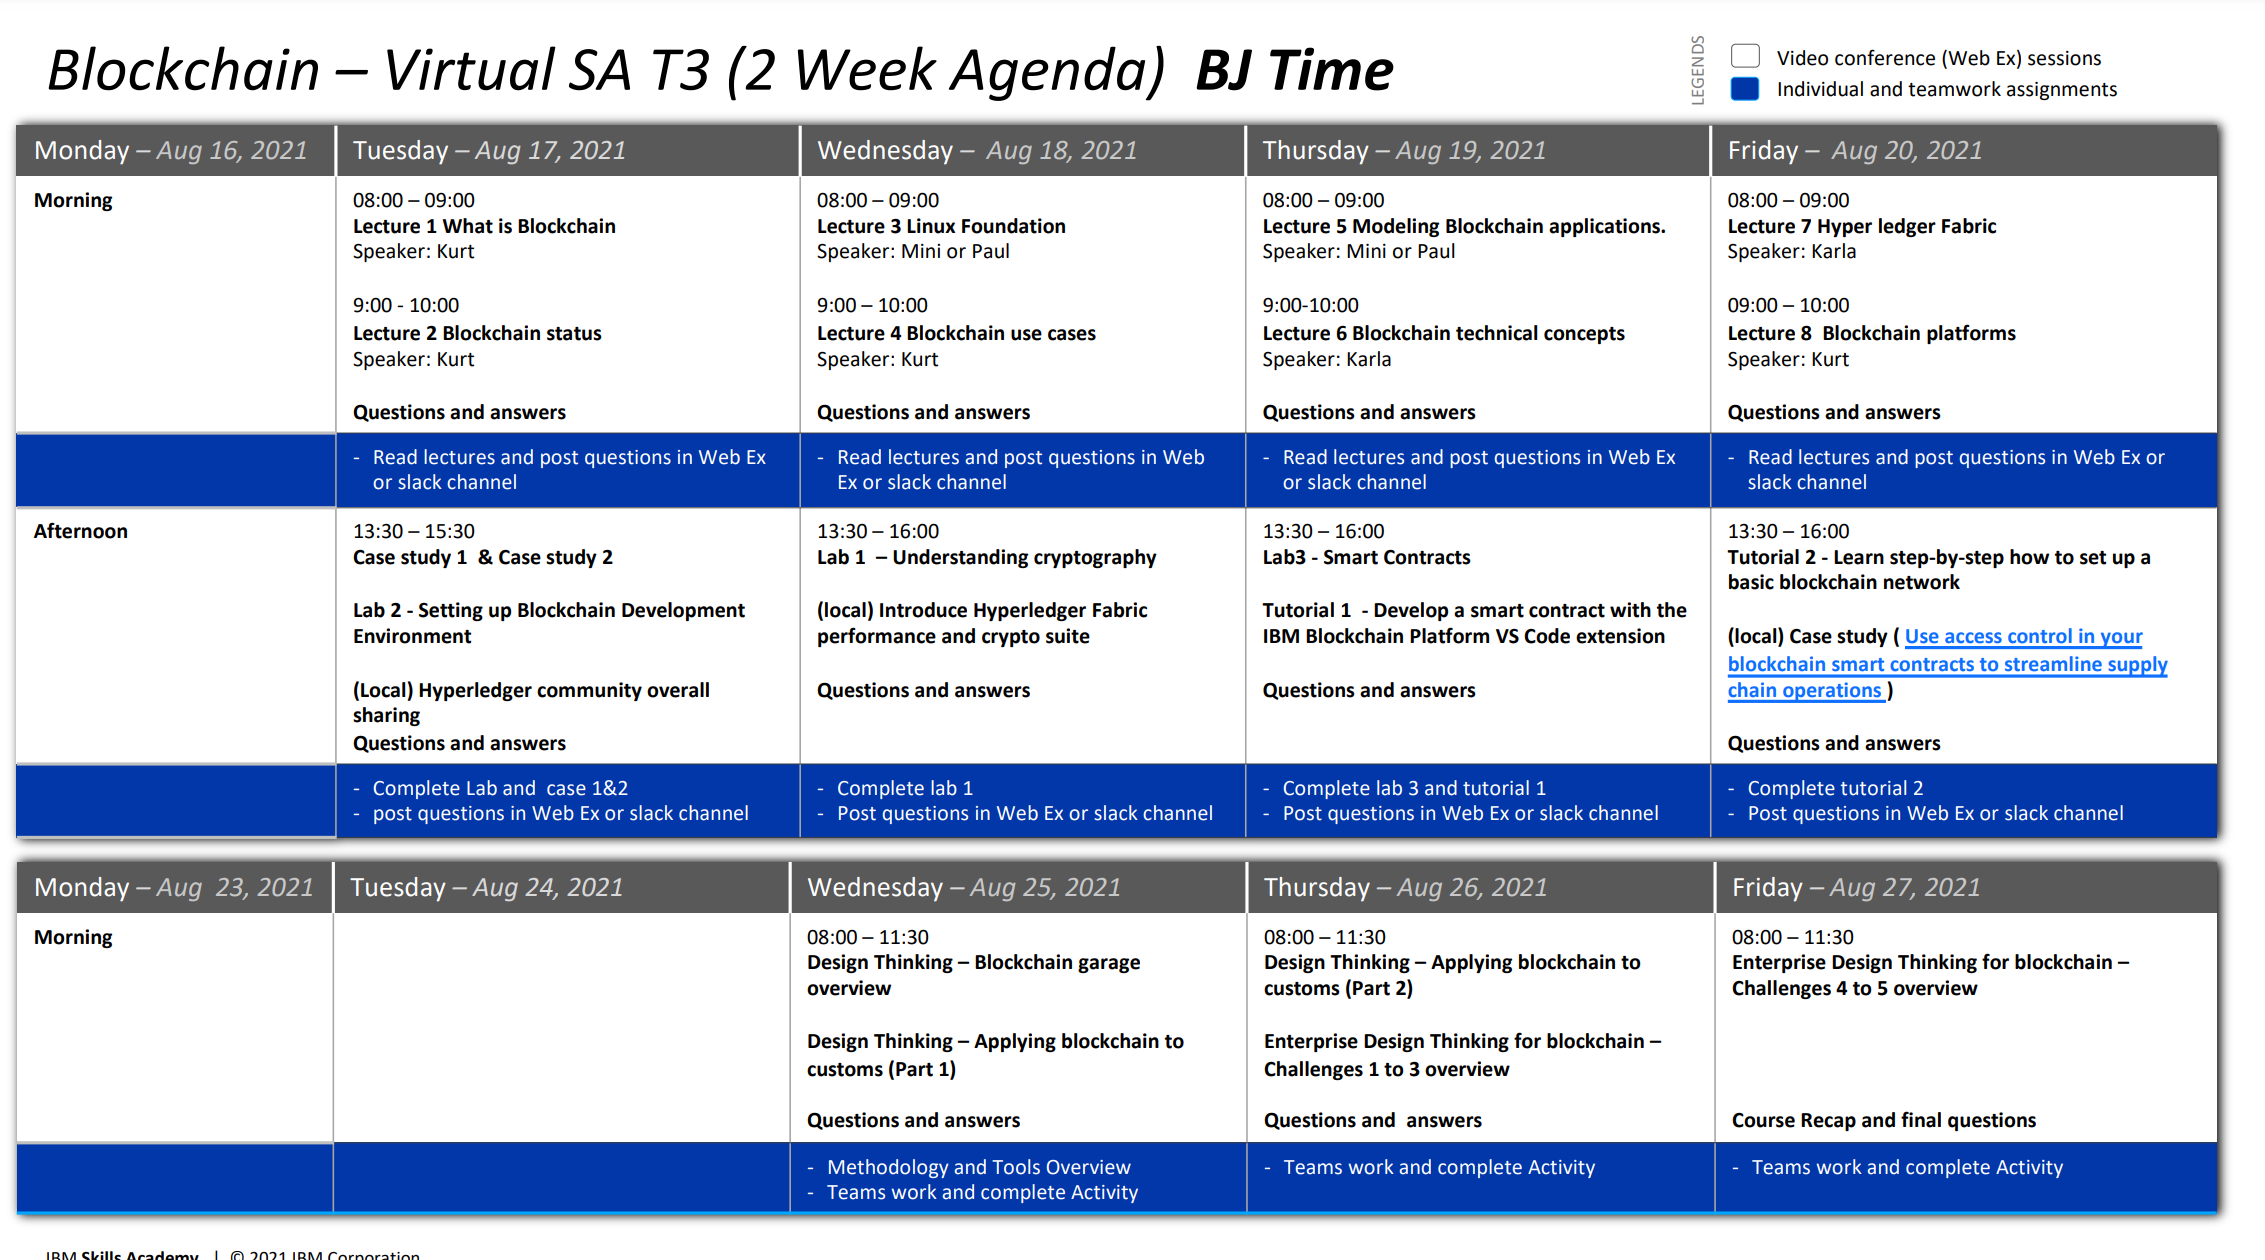 Blockchain – Virtual SA T3 (2 Week Agenda) BJ Time
LEGENDS
Video conference (Web Ex) sessions
Individual and teamwork assignments
Monday – Aug 16, 2021
Tuesday – Aug 17, 2021
Wednesday – Aug 18, 2021
Thursday – Aug 19, 2021
Friday – Aug 20, 2021
Morning
08:00 – 09:00
Lecture 1 What is Blockchain
Speaker: Kurt
9:00 - 10:00
Lecture 2 Blockchain status
Speaker: Kurt
Questions and answers
08:00 – 09:00
Lecture 3 Linux Foundation
Speaker: Mini or Paul
9:00 – 10:00
Lecture 4 Blockchain use cases
Speaker: Kurt
Questions and answers
08:00 – 09:00
Lecture 5 Modeling Blockchain applications.
Speaker: Mini or Paul
9:00-10:00
Lecture 6 Blockchain technical concepts
Speaker: Karla
Questions and answers
08:00 – 09:00
Lecture 7 Hyper ledger Fabric
Speaker: Karla
09:00 – 10:00
Lecture 8 Blockchain platforms
Speaker: Kurt
Questions and answers
- Read lectures and post questions in Web Ex
or slack channel
- Read lectures and post questions in Web
Ex or slack channel
- Read lectures and post questions in Web Ex
or slack channel
- Read lectures and post questions in Web Ex or
slack channel
Afternoon
13:30 – 15:30
Case study 1 & Case study 2
Lab 2 - Setting up Blockchain Development
Environment
(Local) Hyperledger community overall
sharing
Questions and answers
13:30 – 16:00
Lab 1 – Understanding cryptography
(local) Introduce Hyperledger Fabric
performance and crypto suite
Questions and answers
13:30 – 16:00
Lab3 - Smart Contracts
Tutorial 1 - Develop a smart contract with the
IBM Blockchain Platform VS Code extension
Questions and answers
13:30 – 16:00
Tutorial 2 - Learn step-by-step how to set up a
basic blockchain network
(local) Case study ( Use access control in your
blockchain smart contracts to streamline supply
chain operations )
Questions and answers
- Complete Lab and case 1&2
- post questions in Web Ex or slack channel
- Complete lab 1
- Post questions in Web Ex or slack channel
- Complete lab 3 and tutorial 1
- Post questions in Web Ex or slack channel
- Complete tutorial 2
- Post questions in Web Ex or slack channel
Monday – Aug 23, 2021
Tuesday – Aug 24, 2021
Wednesday – Aug 25, 2021
Thursday – Aug 26, 2021
Friday – Aug 27, 2021
Morning
08:00 – 11:30
Design Thinking – Blockchain garage
overview
Design Thinking – Applying blockchain to
customs (Part 1)
Questions and answers
08:00 – 11:30
Design Thinking – Applying blockchain to
customs (Part 2)
Enterprise Design Thinking for blockchain –
Challenges 1 to 3 overview
Questions and answers
08:00 – 11:30
Enterprise Design Thinking for blockchain –
Challenges 4 to 5 overview
Course Recap and final questions
- Methodology and Tools Overview
- Teams work and complete Activity
- Teams work and complete Activity
- Teams work and complete Activity
IBM Skills Academy | © 2021 IBM Corporation